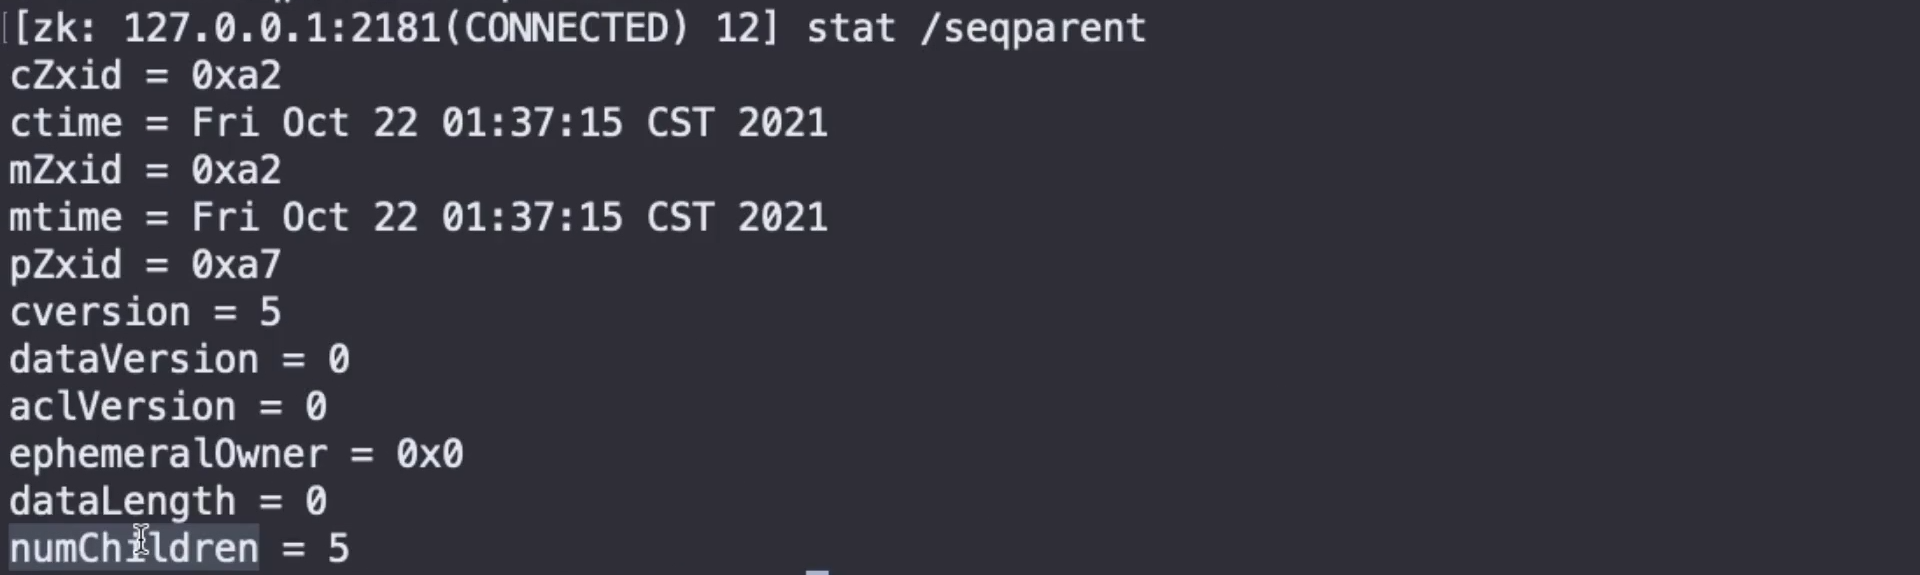 [zk: 127.0.0.1:2181(CONNECTED) 12] stat /seqparent
cZxid = 0xa2
ctime = Fri Oct 22 01:37:15 CST 2021
mZxid = 0xa2
mtime = Fri Oct 22 01:37:15 CST 2021
pZxid = 0xa7
cversion = 5
dataVersion = 0
aclVersion = 0
ephemeralOwner = 0x0
dataLength = 0
numChildren = 5